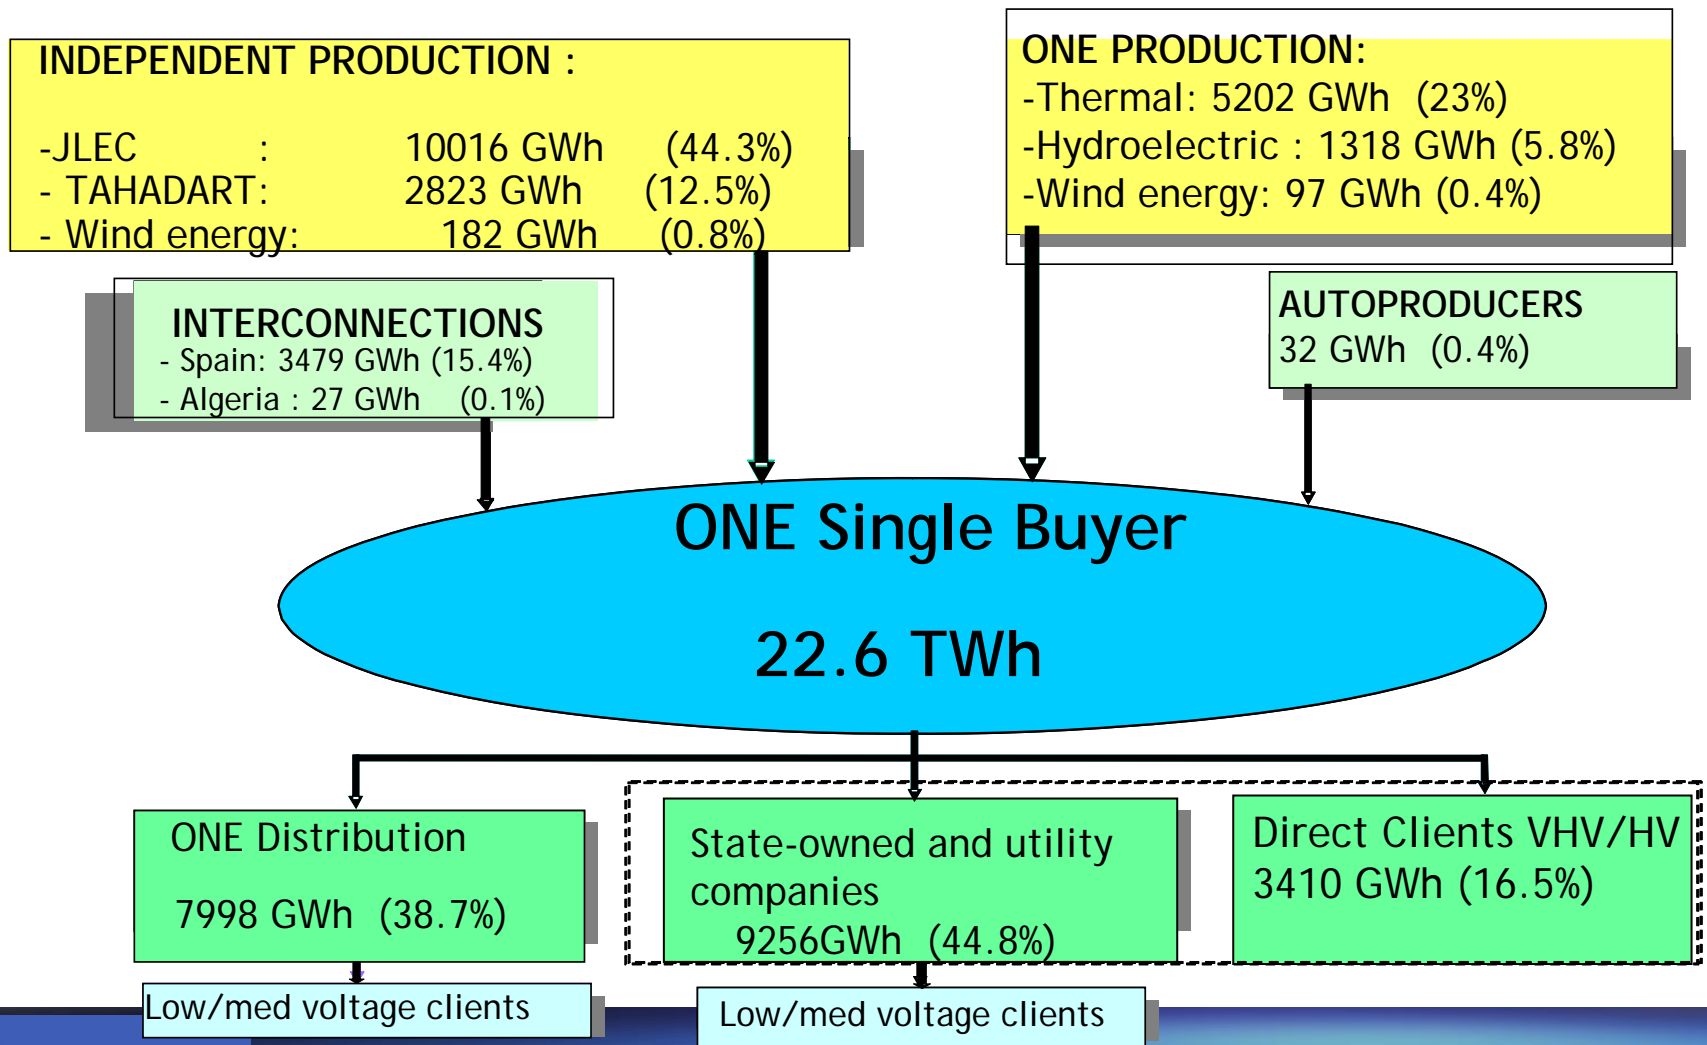 INDEPENDENT PRODUCTION :
-JLEC : 10016 GWh (44.3%)
- TAHADART: 2823 GWh (12.5%)
- Wind energy: 182 GWh (0.8%)
ONE PRODUCTION:
-Thermal: 5202 GWh (23%)
-Hydroelectric : 1318 GWh (5.8%)
-Wind energy: 97 GWh (0.4%)
INTERCONNECTIONS
- Spain: 3479 GWh (15.4%)
- Algeria : 27 GWh (0.1%)
AUTOPRODUCERS
32 GWh (0.4%)
ONE Single Buyer
22.6 TWh
ONE Distribution
7998 GWh (38.7%)
State-owned and utility
companies
9256GWh (44.8%)
Direct Clients VHV/HV
3410 GWh (16.5%)
Low/med voltage clients
Low/med voltage clients